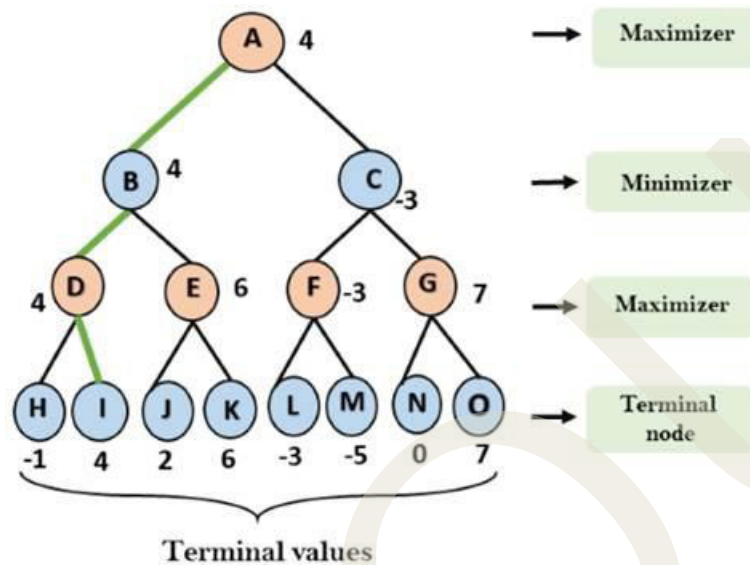 A 4 Maximizer
B 4 C -3 Minimizer
4 D E 6 F -3 G 7 Maximizer
H I J K L M N O Terminal
node
-1 4 2 6 -3 -5 0 7
Terminal values